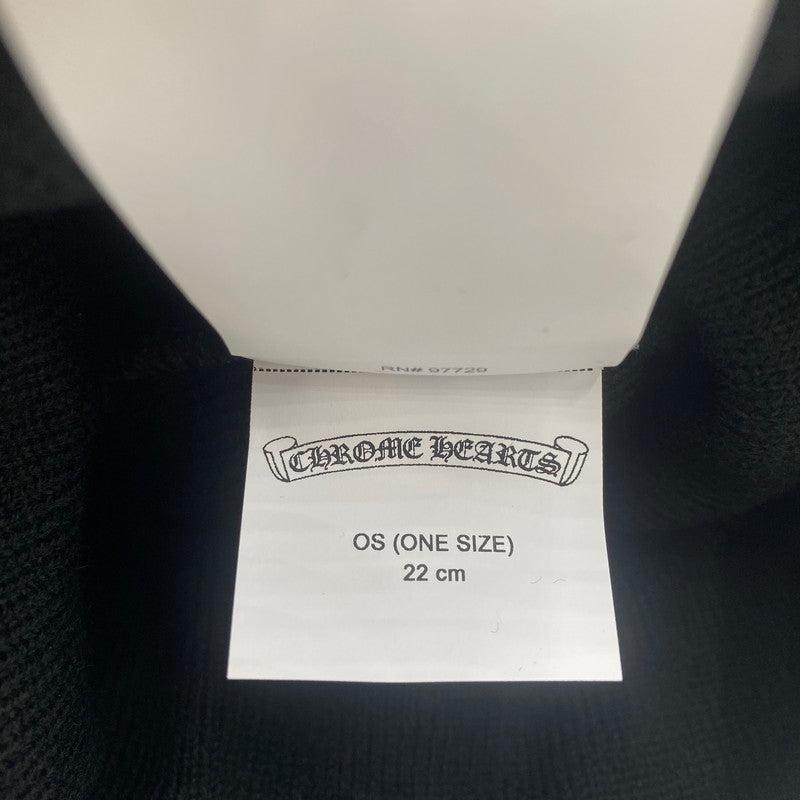 RN# 97729
CHROME HEARTS
OS (ONE SIZE)
22 cm